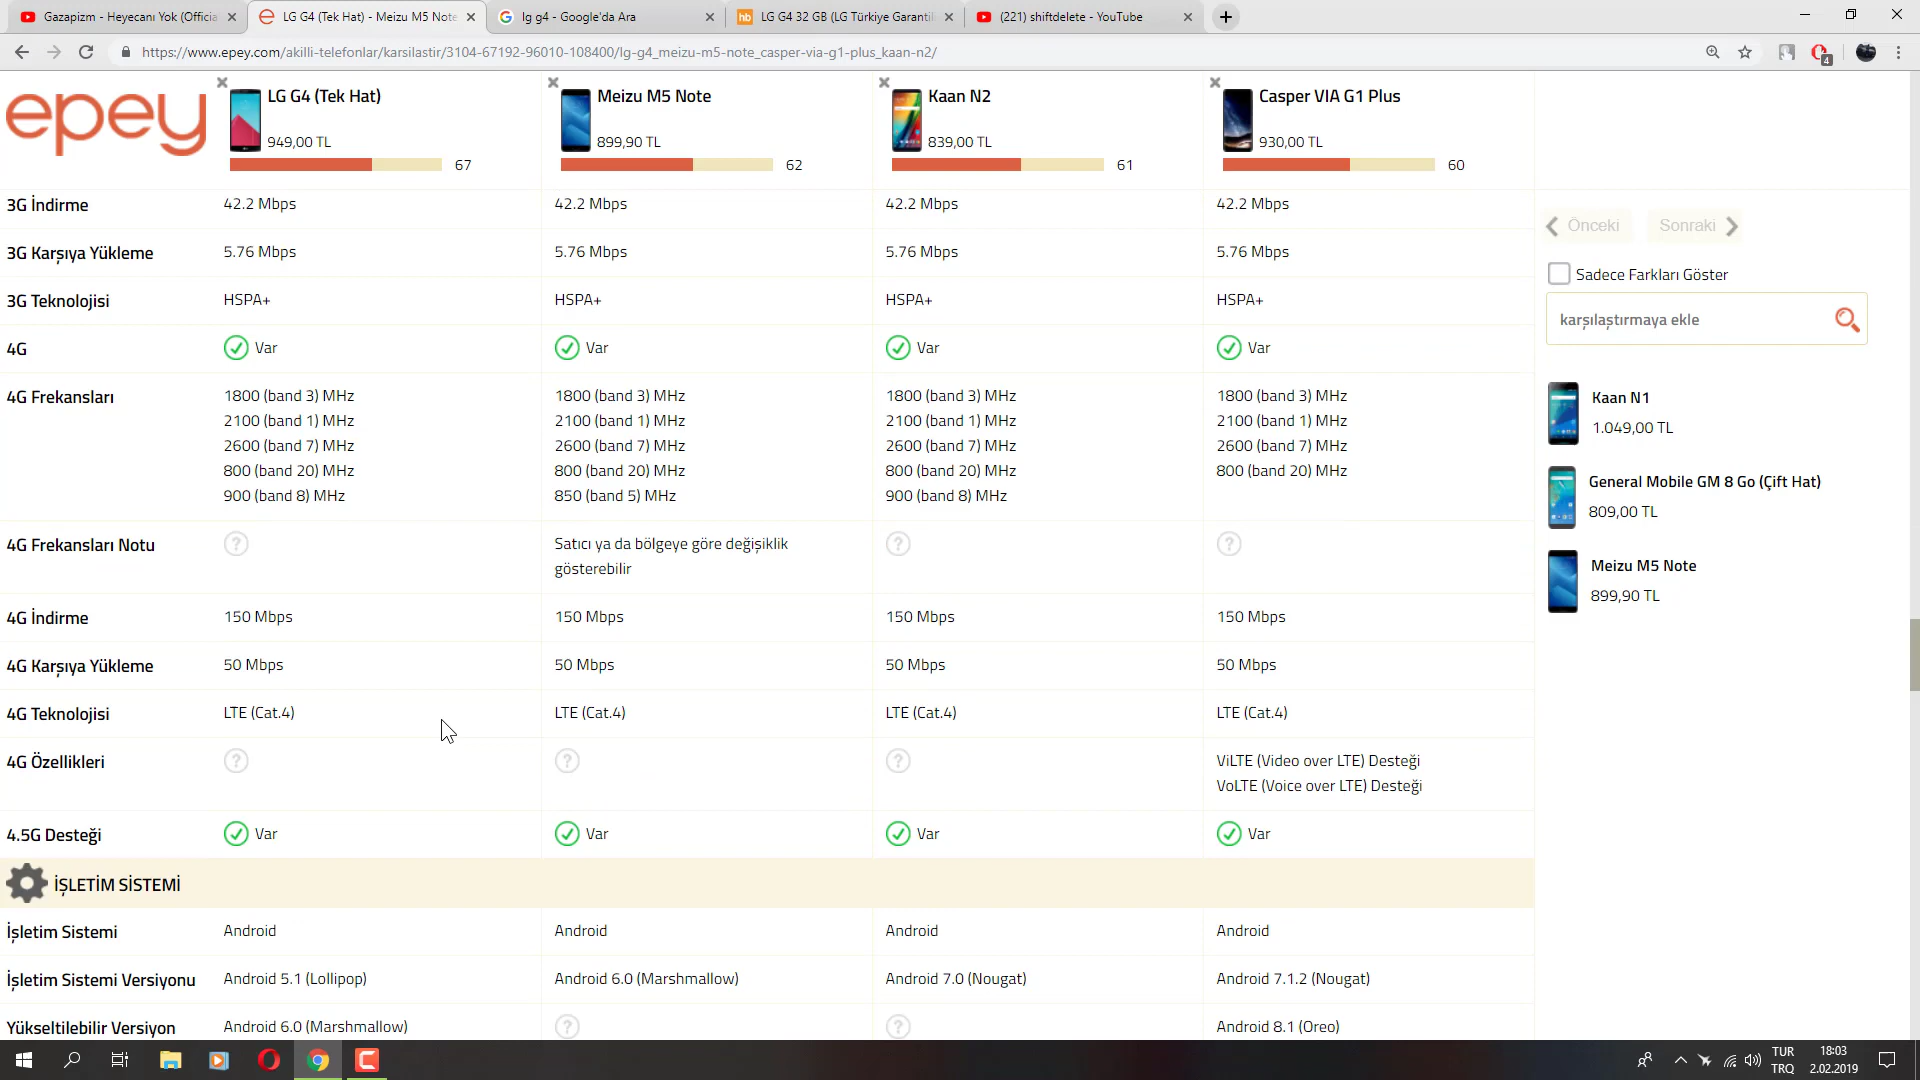 Gazapizm - Heyecanı Yok (Officia
LG G4 (Tek Hat) - Meizu M5 Note
lg g4 - Google'da Ara
LG G4 32 GB (LG Türkiye Garantili
(221) shiftdelete - YouTube
https://www.epey.com/akilli-telefonlar/karsilastir/3104-67192-96010-108400/lg-g4_meizu-m5-note_casper-via-g1-plus_kaan-n2/
4
epey
LG G4 (Tek Hat)
949,00 TL
67
Meizu M5 Note
899,90 TL
62
Kaan N2
839,00 TL
61
Casper VIA G1 Plus
930,00 TL
60
3G İndirme 42.2 Mbps 42.2 Mbps 42.2 Mbps 42.2 Mbps
3G Karşıya Yükleme 5.76 Mbps 5.76 Mbps 5.76 Mbps 5.76 Mbps
3G Teknolojisi HSPA+ HSPA+ HSPA+ HSPA+
4G Var Var Var Var
4G Frekansları
1800 (band 3) MHz 1800 (band 3) MHz 1800 (band 3) MHz 1800 (band 3) MHz
2100 (band 1) MHz 2100 (band 1) MHz 2100 (band 1) MHz 2100 (band 1) MHz
2600 (band 7) MHz 2600 (band 7) MHz 2600 (band 7) MHz 2600 (band 7) MHz
800 (band 20) MHz 800 (band 20) MHz 800 (band 20) MHz 800 (band 20) MHz
900 (band 8) MHz 850 (band 5) MHz 900 (band 8) MHz
4G Frekansları Notu ? Satıcı ya da bölgeye göre değişiklik ? ?
gösterebilir
4G İndirme 150 Mbps 150 Mbps 150 Mbps 150 Mbps
4G Karşıya Yükleme 50 Mbps 50 Mbps 50 Mbps 50 Mbps
4G Teknolojisi LTE (Cat.4) LTE (Cat.4) LTE (Cat.4) LTE (Cat.4)
4G Özellikleri ? ? ? ViLTE (Video over LTE) Desteği
VoLTE (Voice over LTE) Desteği
4.5G Desteği Var Var Var Var
İŞLETİM SİSTEMİ
İşletim Sistemi Android Android Android Android
İşletim Sistemi Versiyonu Android 5.1 (Lollipop) Android 6.0 (Marshmallow) Android 7.0 (Nougat) Android 7.1.2 (Nougat)
Yükseltilebilir Versiyon Android 6.0 (Marshmallow) ? ? Android 8.1 (Oreo)
Önceki Sonraki
Sadece Farkları Göster
karşılaştırmaya ekle
Kaan N1
1.049,00 TL
General Mobile GM 8 Go (Çift Hat)
809,00 TL
Meizu M5 Note
899,90 TL
TUR 18:03
TRQ 2.02.2019